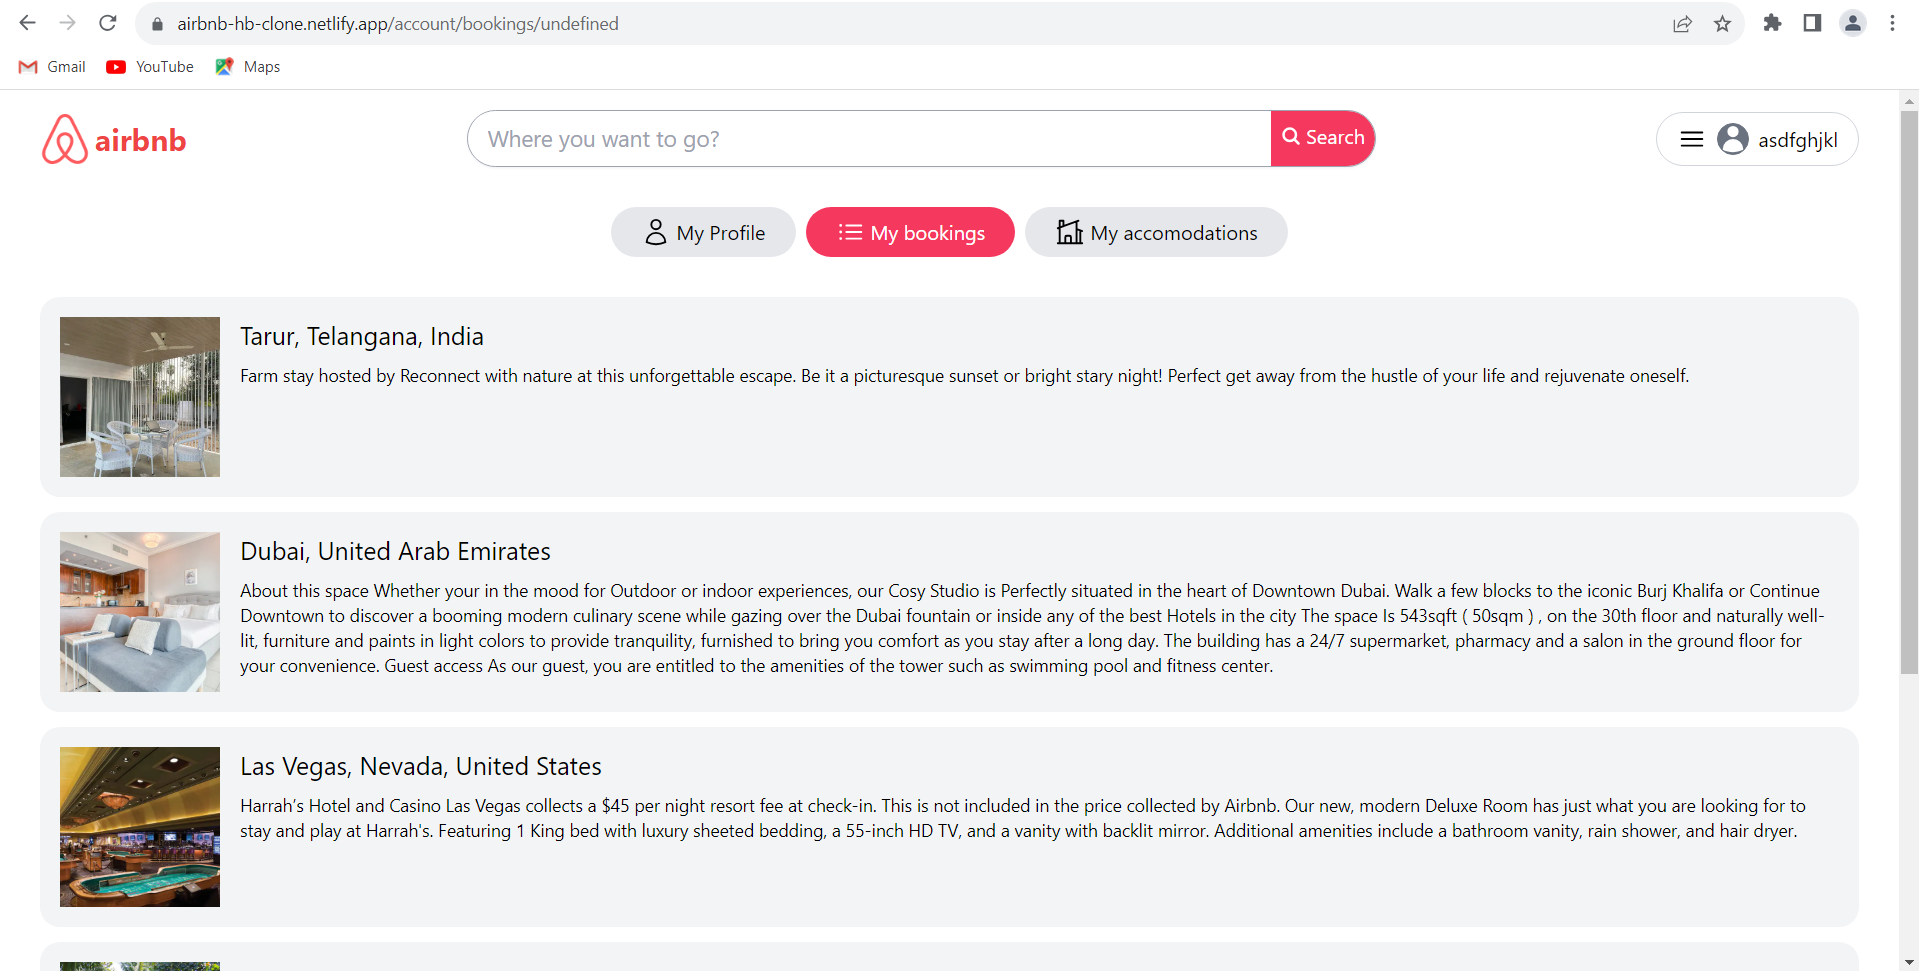 airbnb-hb-clone.netlify.app/account/bookings/undefined
Gmail YouTube Maps
airbnb
Where you want to go?
Search
asdfghjkl
My Profile
My bookings
My accomodations
Tarur, Telangana, India
Farm stay hosted by Reconnect with nature at this unforgettable escape. Be it a picturesque sunset or bright stary night! Perfect get away from the hustle of your life and rejuvenate oneself.
Dubai, United Arab Emirates
About this space Whether your in the mood for Outdoor or indoor experiences, our Cosy Studio is Perfectly situated in the heart of Downtown Dubai. Walk a few blocks to the iconic Burj Khalifa or Continue
Downtown to discover a booming modern culinary scene while gazing over the Dubai fountain or inside any of the best Hotels in the city The space Is 543sqft ( 50sqm ) , on the 30th floor and naturally well-
lit, furniture and paints in light colors to provide tranquility, furnished to bring you comfort as you stay after a long day. The building has a 24/7 supermarket, pharmacy and a salon in the ground floor for
your convenience. Guest access As our guest, you are entitled to the amenities of the tower such as swimming pool and fitness center.
Las Vegas, Nevada, United States
Harrah’s Hotel and Casino Las Vegas collects a $45 per night resort fee at check-in. This is not included in the price collected by Airbnb. Our new, modern Deluxe Room has just what you are looking for to
stay and play at Harrah's. Featuring 1 King bed with luxury sheeted bedding, a 55-inch HD TV, and a vanity with backlit mirror. Additional amenities include a bathroom vanity, rain shower, and hair dryer.